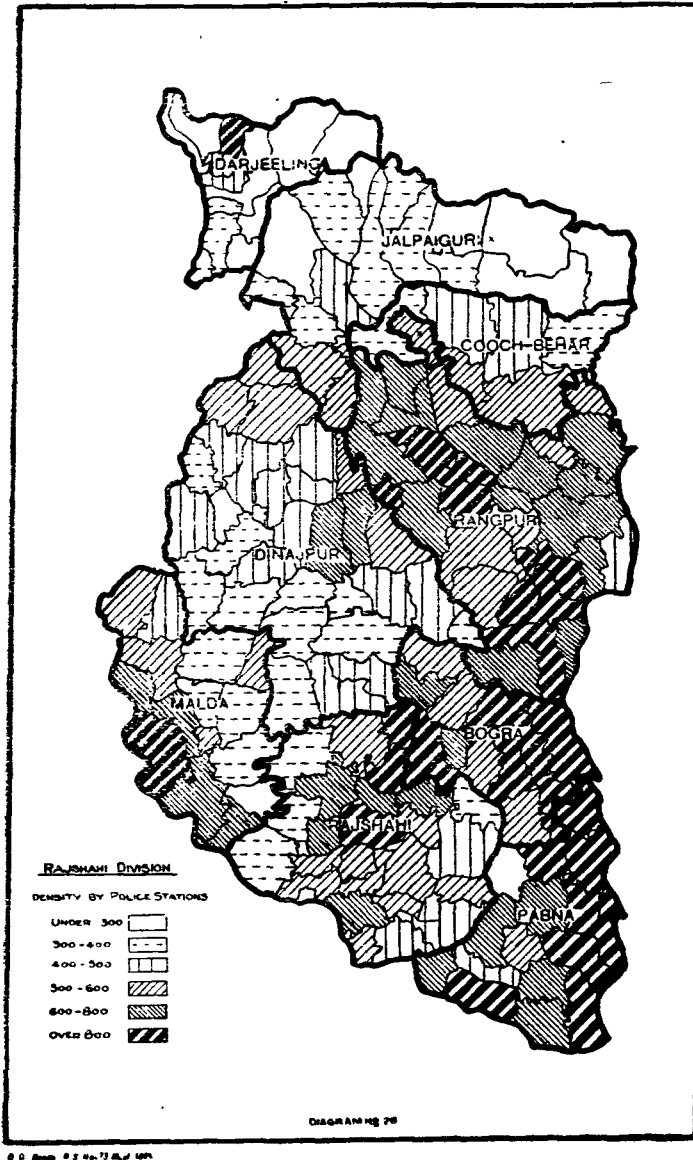 DARJEELING
JALPAIGURI
COOCH-BEHAR
RANGPUR
DINAJPUR
MALDA
BOGRA
RAJSHAHI
PABNA
RAJSHAHI DIVISION
DENSITY BY POLICE STATIONS
UNDER 300
300-400
400-500
500-600
600-800
OVER 800
DIAGRAM No 28